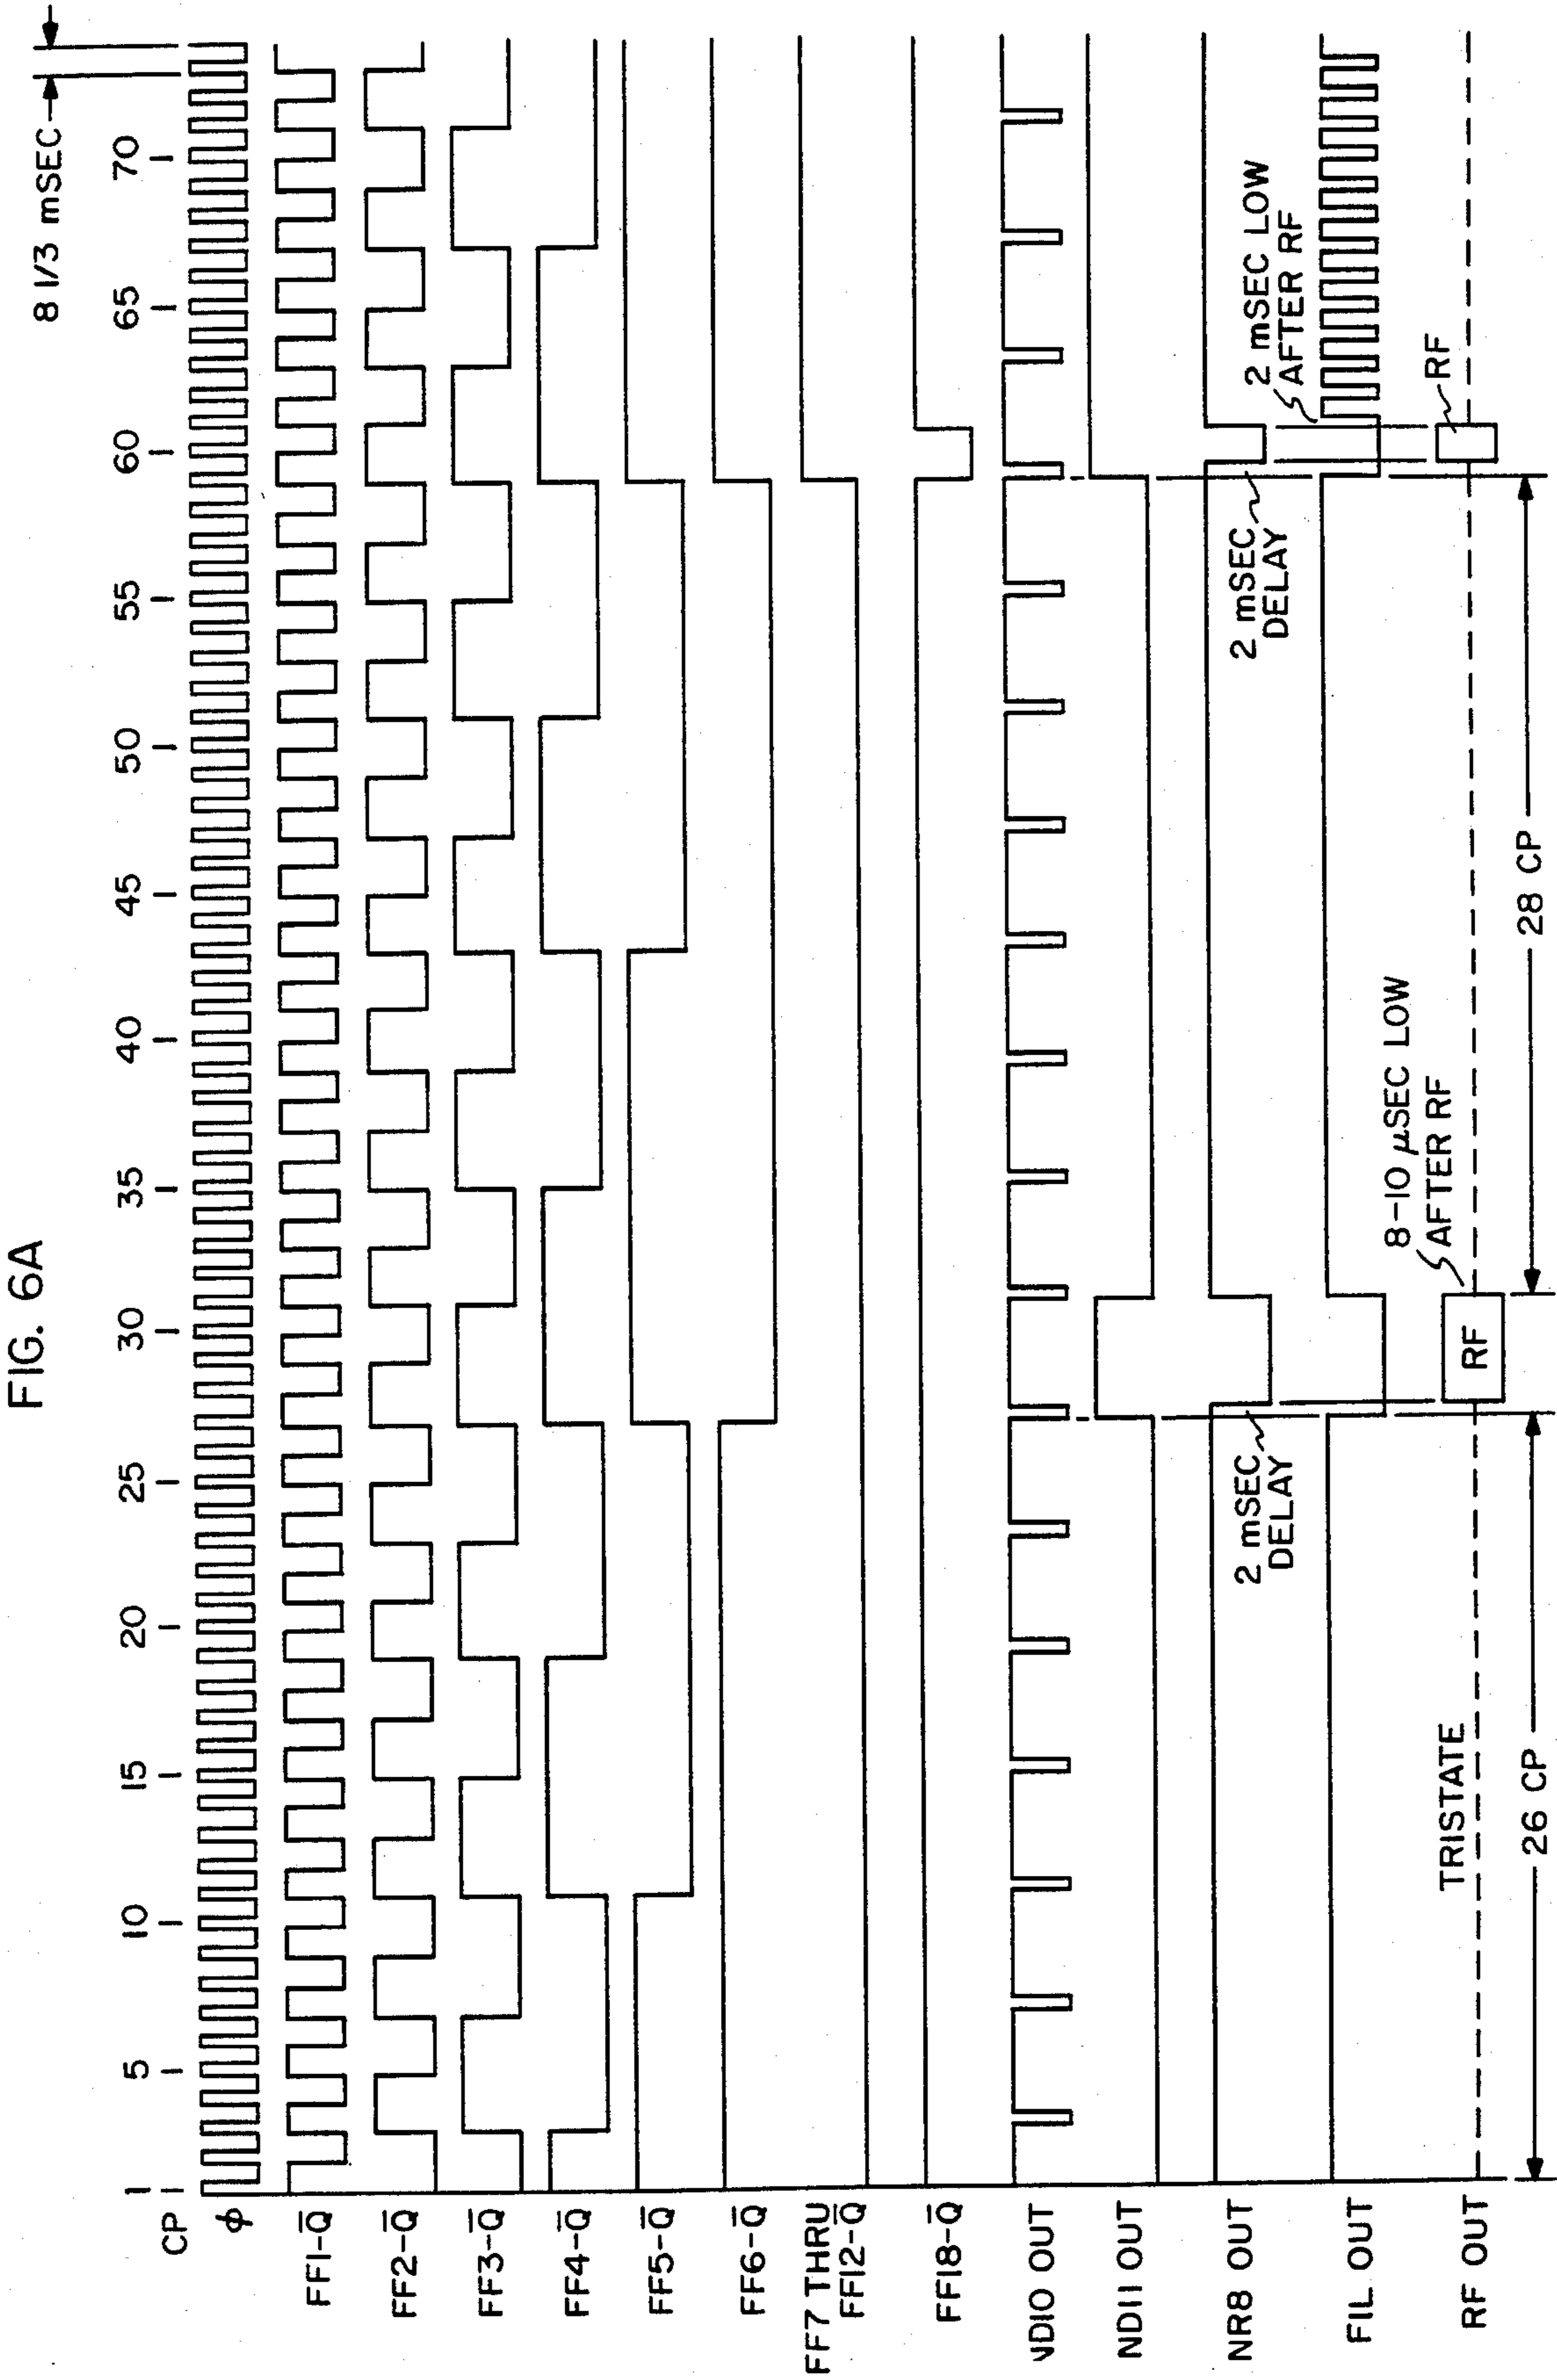 FIG. 6A
8 1/3 mSEC
CP 1 5 10 15 20 25 30 35 40 45 50 55 60 65 70
ϕ
FF1-Q̅
FF2-Q̅
FF3-Q̅
FF4-Q̅
FF5-Q̅
FF6-Q̅
FF7 THRU
FF12-Q̅
FF18-Q̅
ND10 OUT
ND11 OUT
NR8 OUT
2 mSEC
DELAY
2 mSEC
DELAY
2 mSEC LOW
AFTER RF
FIL OUT
8-10 μSEC LOW
AFTER RF
RF OUT
TRISTATE
RF
RF
26 CP
28 CP